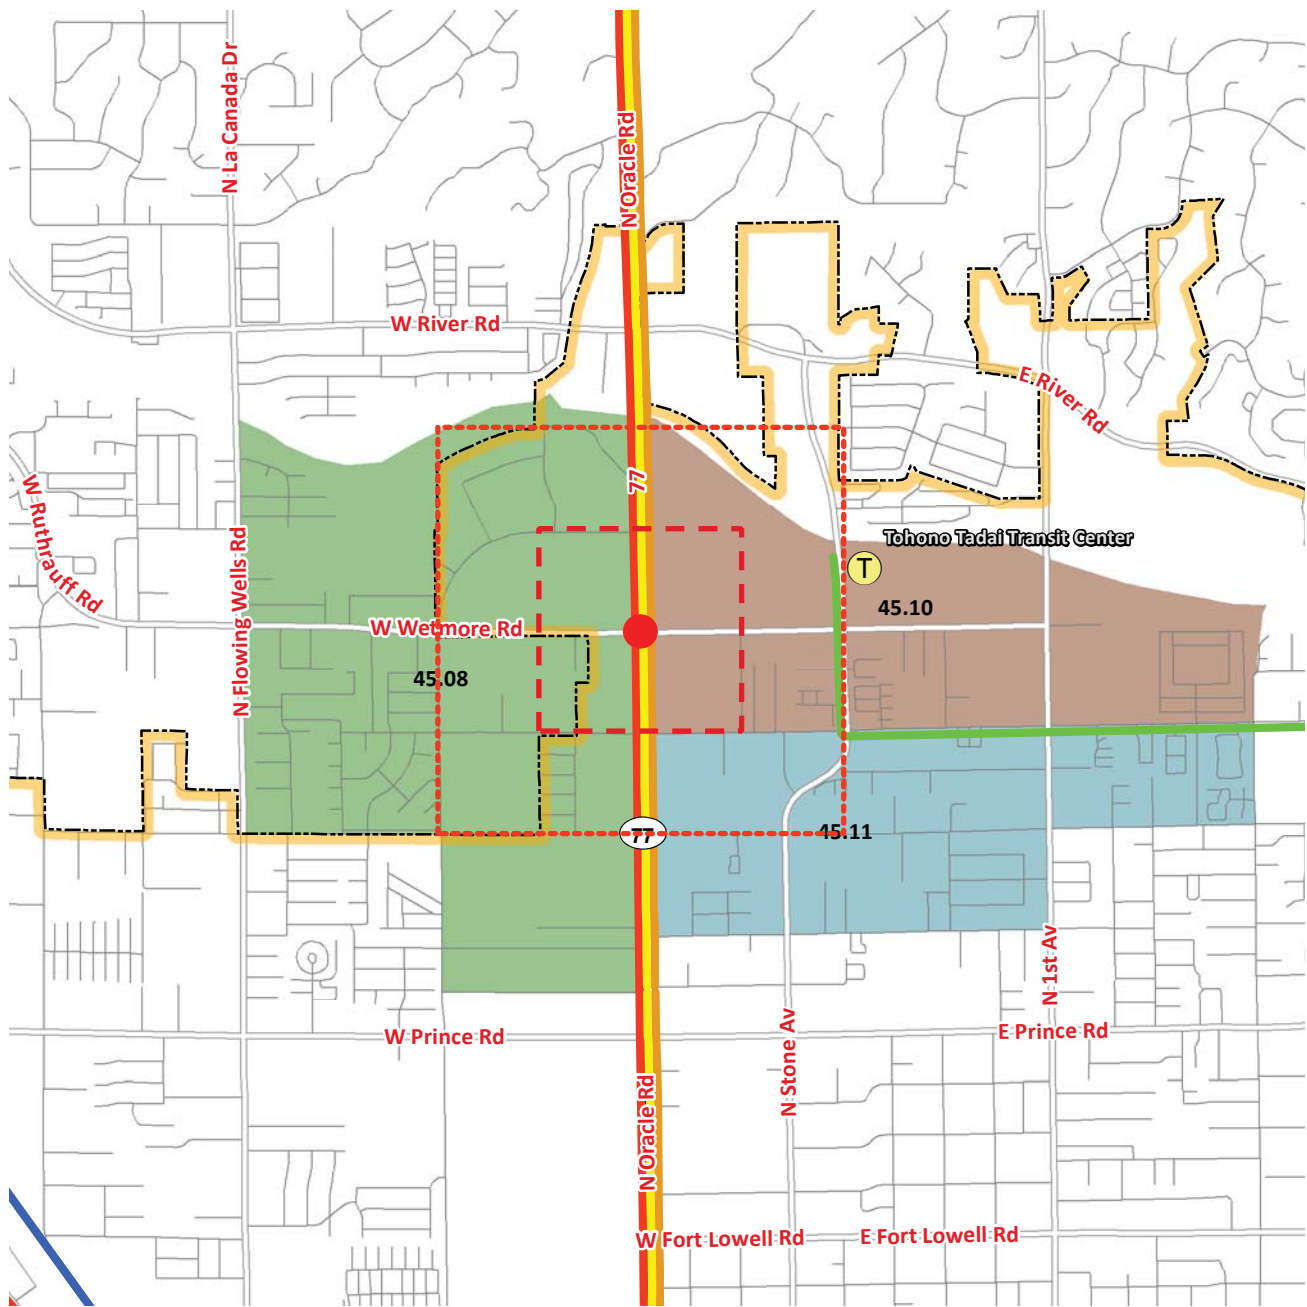 N La Canada Dr
N Oracle Rd
W River Rd
E River Rd
77
W Ruthrauff Rd
N Flowing Wells Rd
Tohono Tadai Transit Center
T
45.10
W Wetmore Rd
45.08
77
45.11
N 1st Av
W Prince Rd
E Prince Rd
N Stone Av
N Oracle Rd
W Fort Lowell Rd
E Fort Lowell Rd